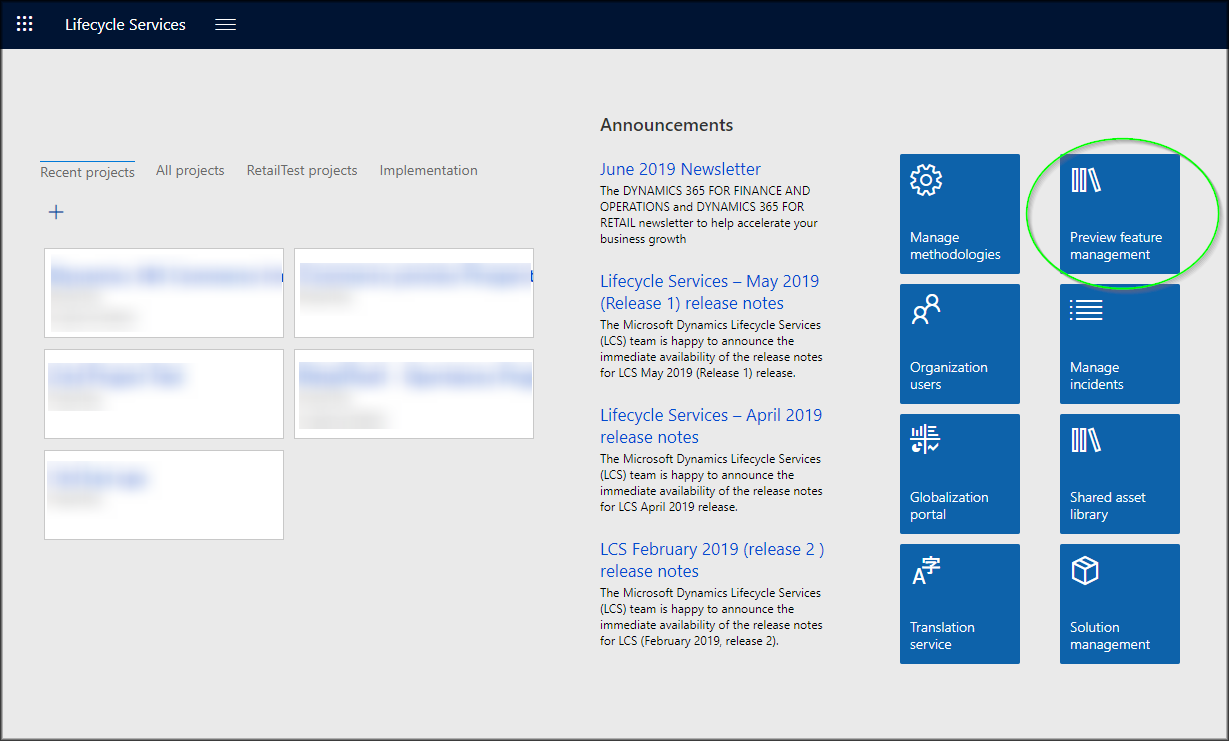 Lifecycle Services
Recent projects
All projects
RetailTest projects
Implementation
Announcements
June 2019 Newsletter
The DYNAMICS 365 FOR FINANCE AND
OPERATIONS and DYNAMICS 365 FOR
RETAIL newsletter to help accelerate your
business growth
Lifecycle Services – May 2019
(Release 1) release notes
The Microsoft Dynamics Lifecycle Services
(LCS) team is happy to announce the
immediate availability of the release notes
for LCS May 2019 (Release 1) release.
Lifecycle Services – April 2019
release notes
The Microsoft Dynamics Lifecycle Services
(LCS) team is happy to announce the
immediate availability of the release notes
for LCS April 2019 release.
LCS February 2019 (release 2 )
release notes
The Microsoft Dynamics Lifecycle Services
(LCS) team is happy to announce the
immediate availability of the release notes
for LCS (February 2019, release 2).
Manage
methodologies
Preview feature
management
Organization
users
Manage
incidents
Globalization
portal
Shared asset
library
Translation
service
Solution
management